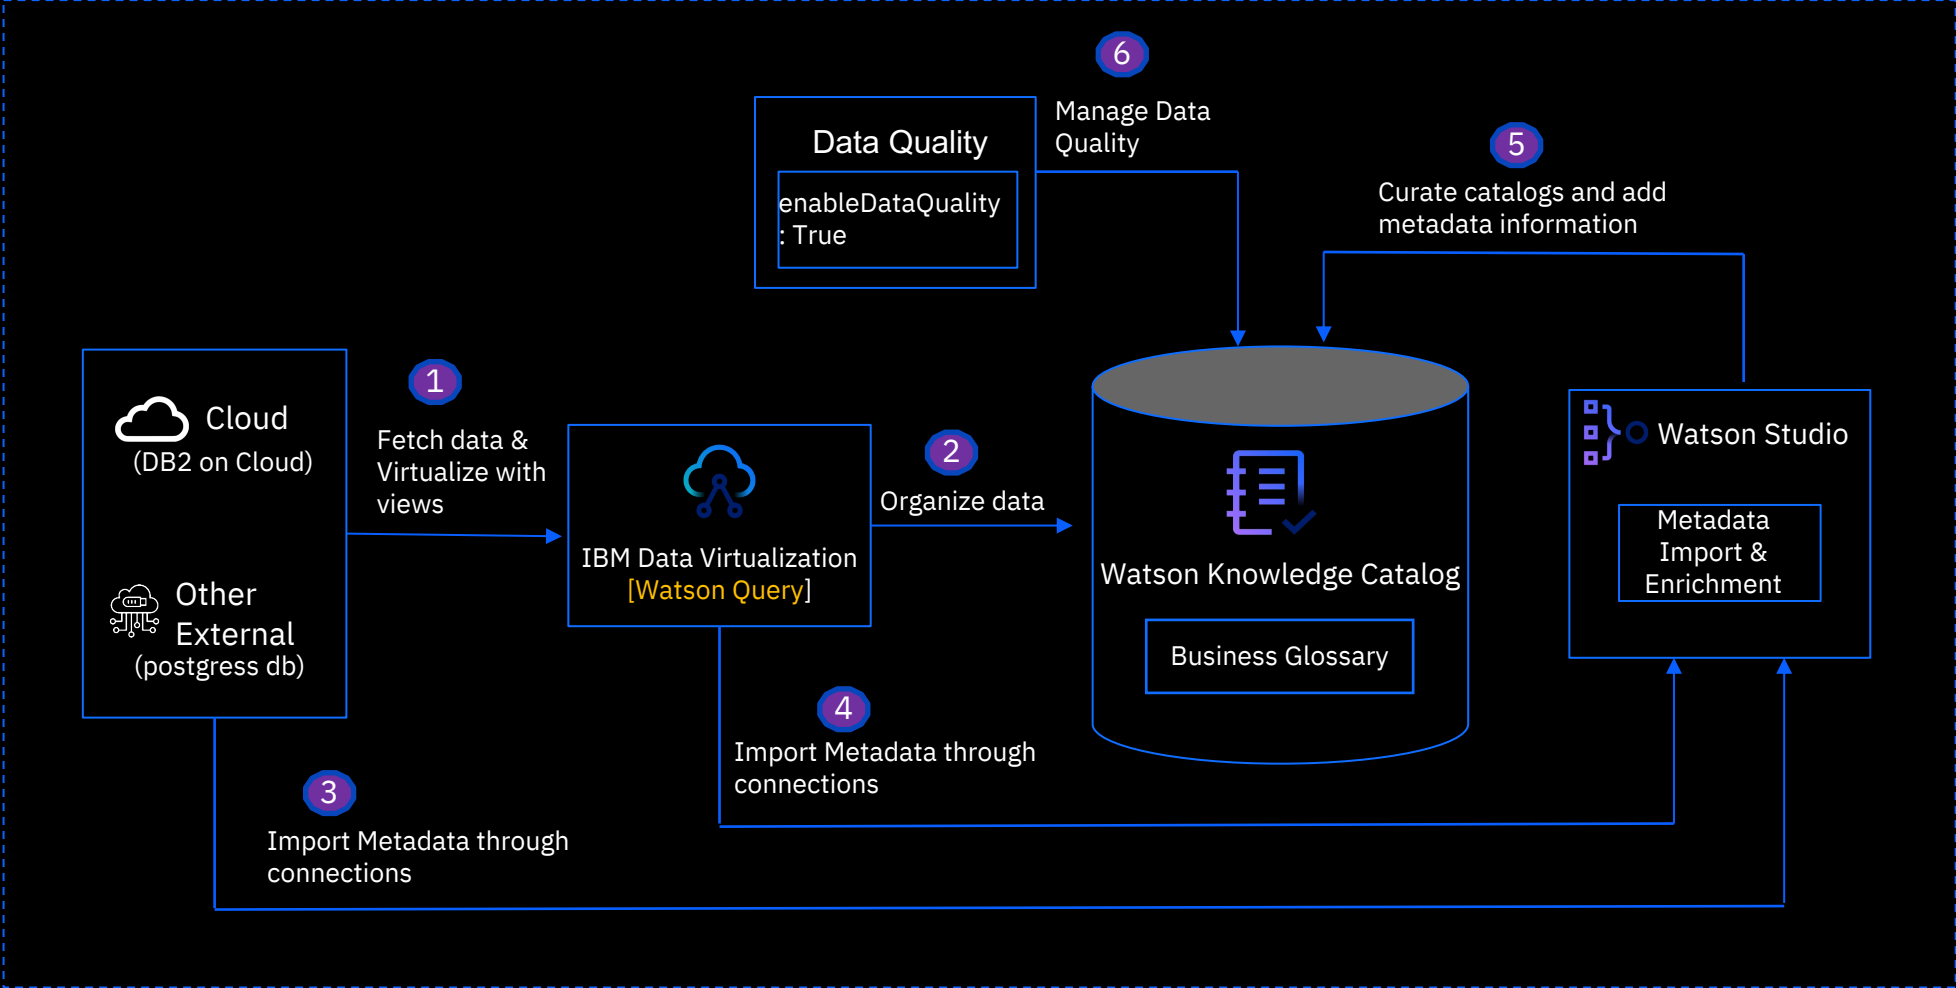 6
Manage Data
Quality
Data Quality
enableDataQuality
: True
5
Curate catalogs and add
metadata information
Cloud
(DB2 on Cloud)
Other
External
(postgress db)
1
Fetch data &
Virtualize with
views
IBM Data Virtualization
[Watson Query]
2
Organize data
Watson Knowledge Catalog
Business Glossary
Watson Studio
Metadata
Import &
Enrichment
4
Import Metadata through
connections
3
Import Metadata through
connections